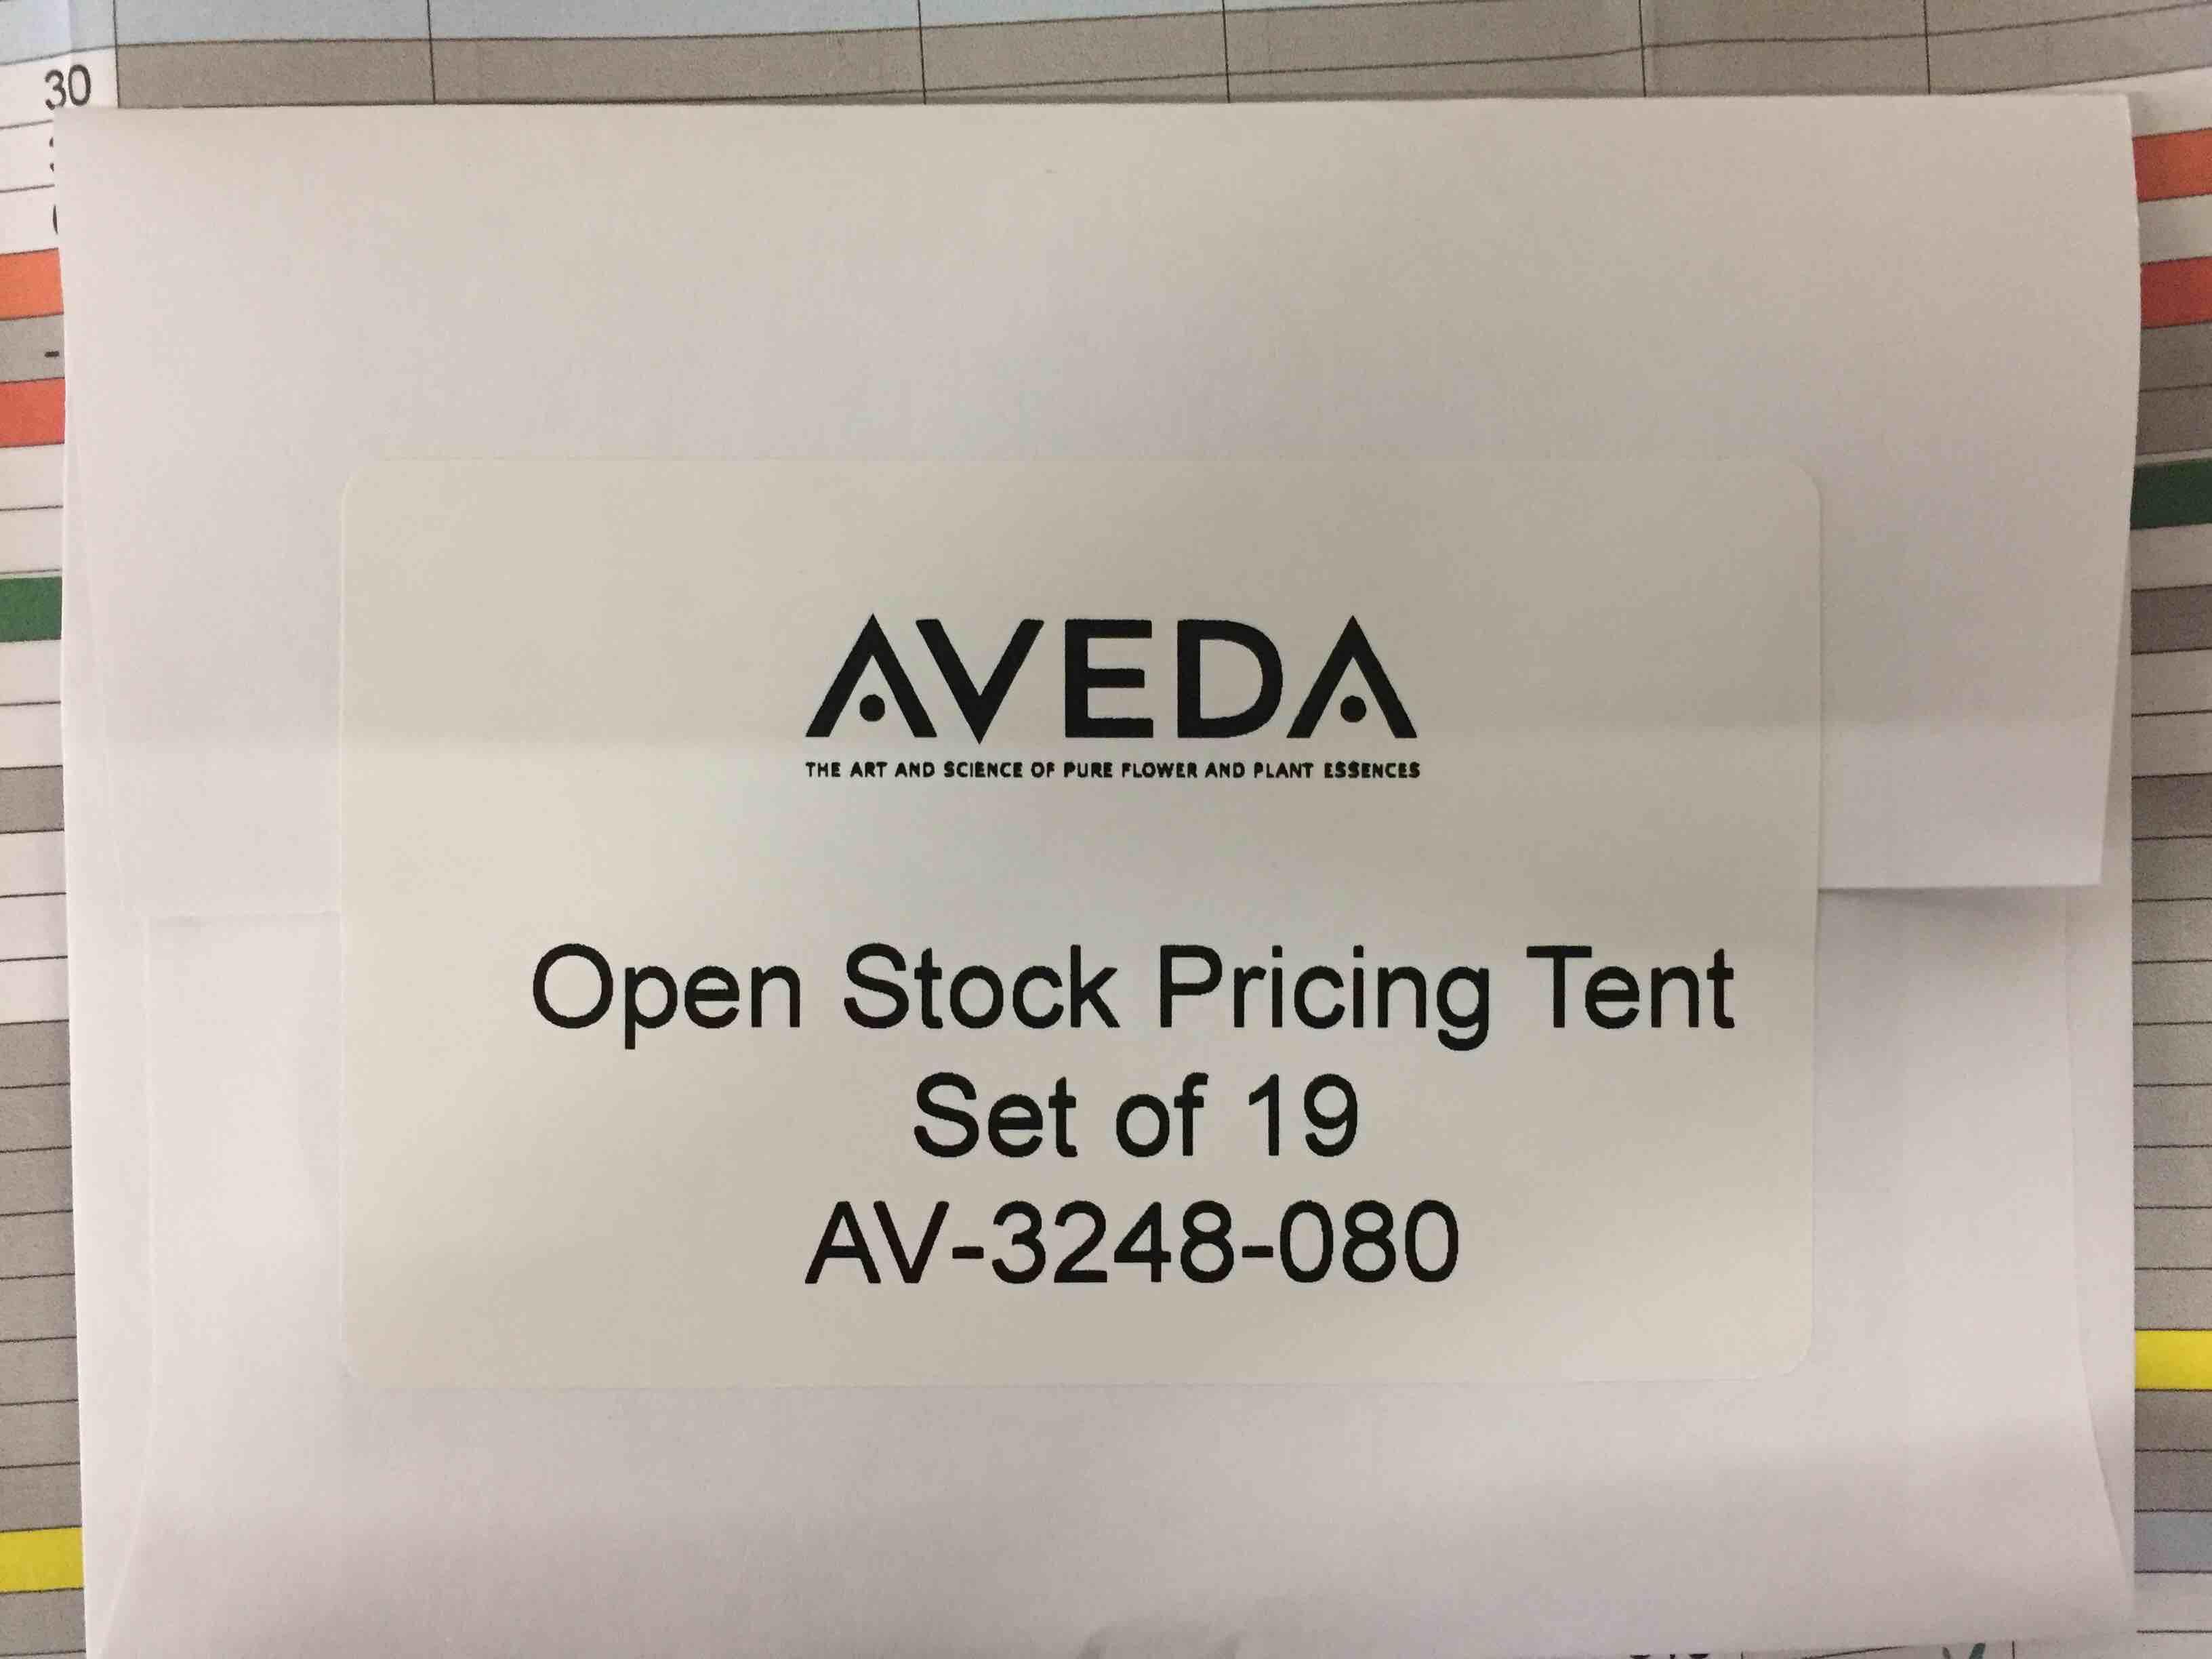 30
AVEDA
THE ART AND SCIENCE OF PURE FLOWER AND PLANT ESSENCES
Open Stock Pricing Tent
Set of 19
AV-3248-080